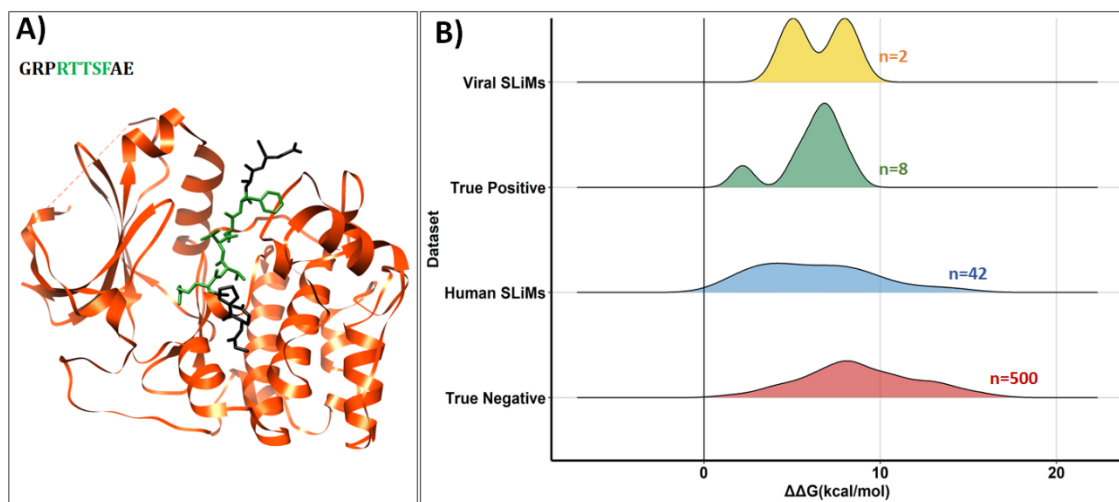 A)
GRPRTTSFAE
B)
Viral SLiMs
n=2
True Positive
n=8
Dataset
Human SLiMs
n=42
True Negative
n=500
0
10
20
ΔΔG(kcal/mol)